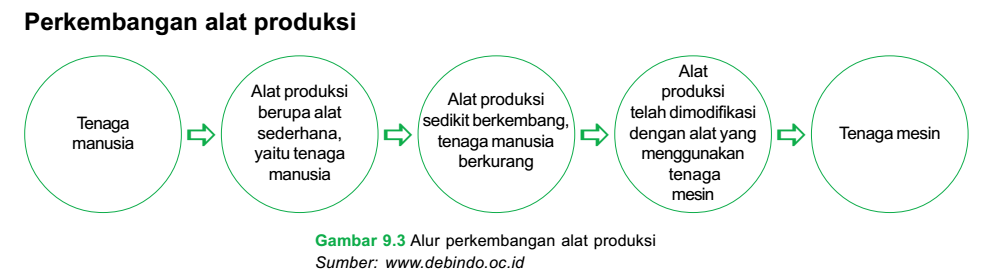 Perkembangan alat produksi
Tenaga
manusia
Alat produksi
berupa alat
sederhana,
yaitu tenaga
manusia
Alat produksi
sedikit berkembang,
tenaga manusia
berkurang
Alat
produksi
telah dimodifikasi
dengan alat yang
menggunakan
tenaga
mesin
Tenaga mesin
Gambar 9.3 Alur perkembangan alat produksi
Sumber: www.debindo.oc.id